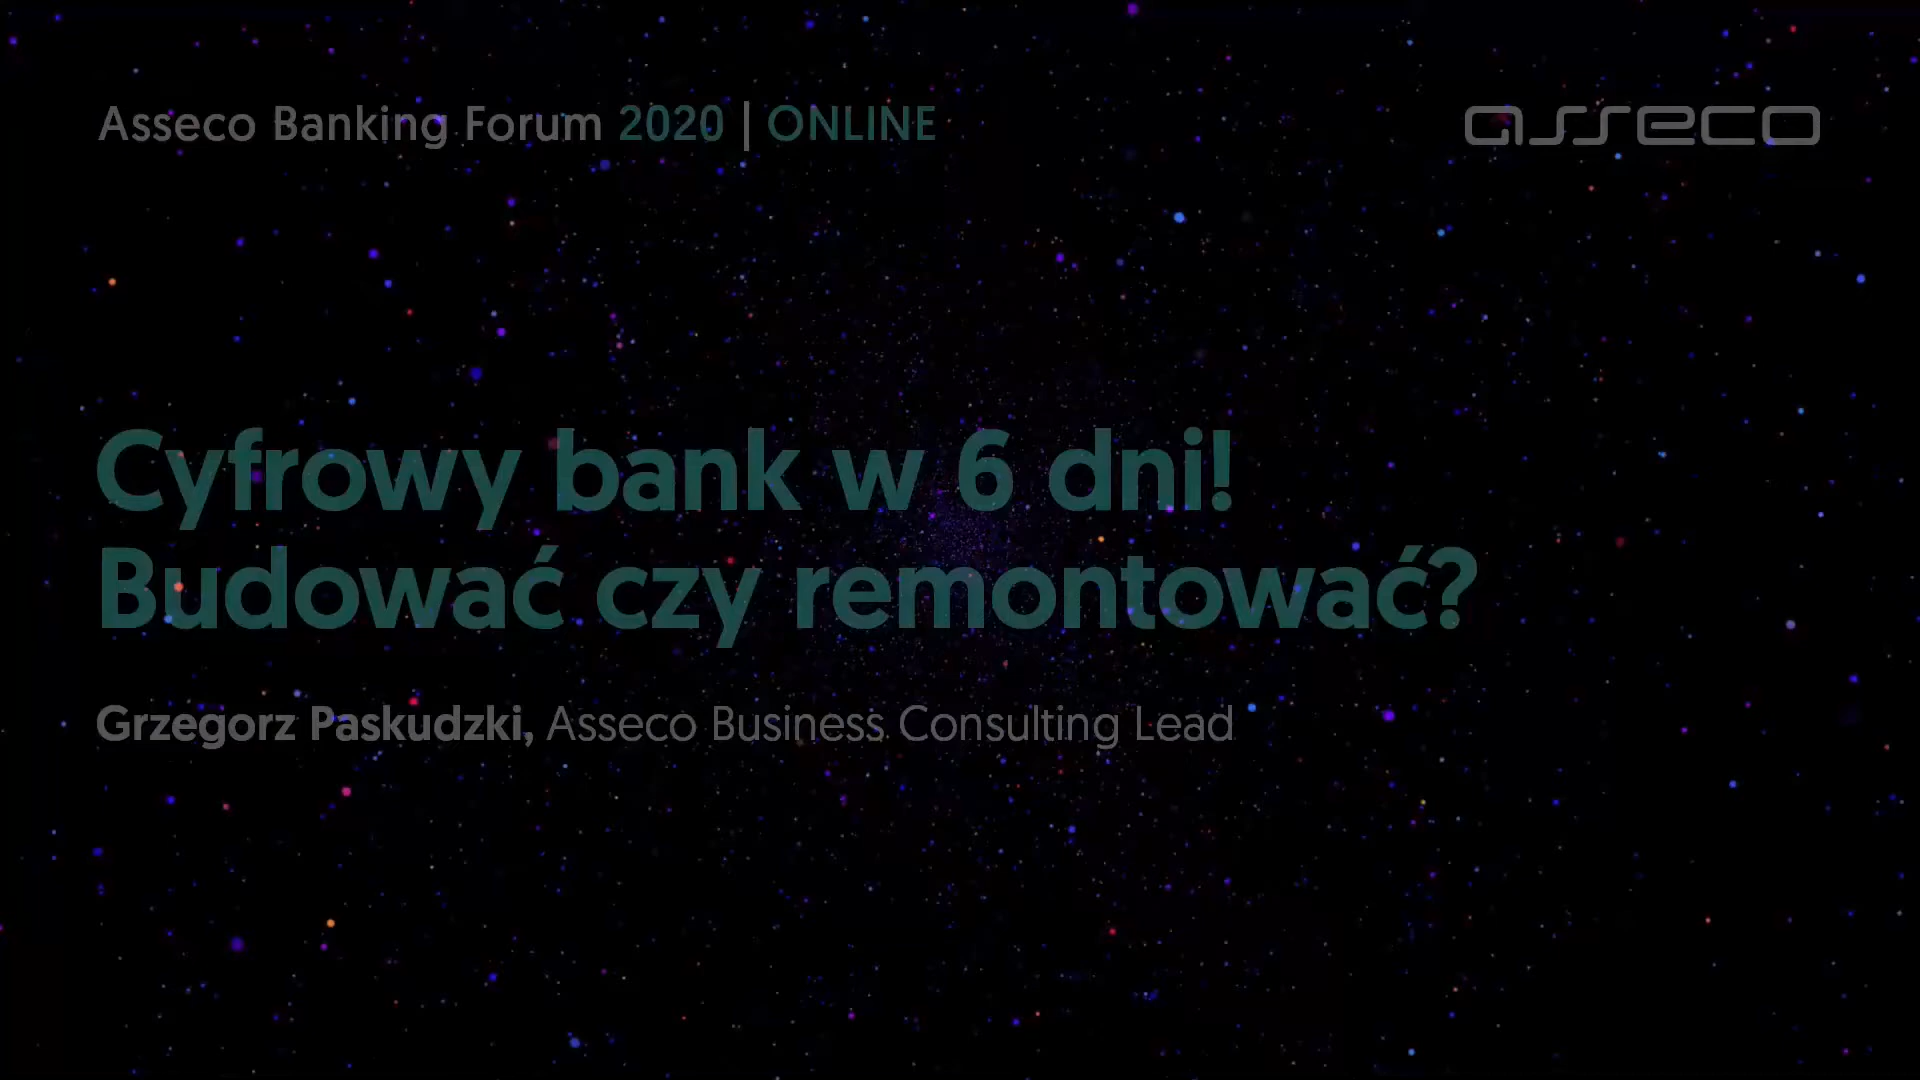 Asseco Banking Forum 2020 | ONLINE
asseco
Cyfrowy bank w 6 dni!
Budować czy remontować?
Grzegorz Paskudzki, Asseco Business Consulting Lead